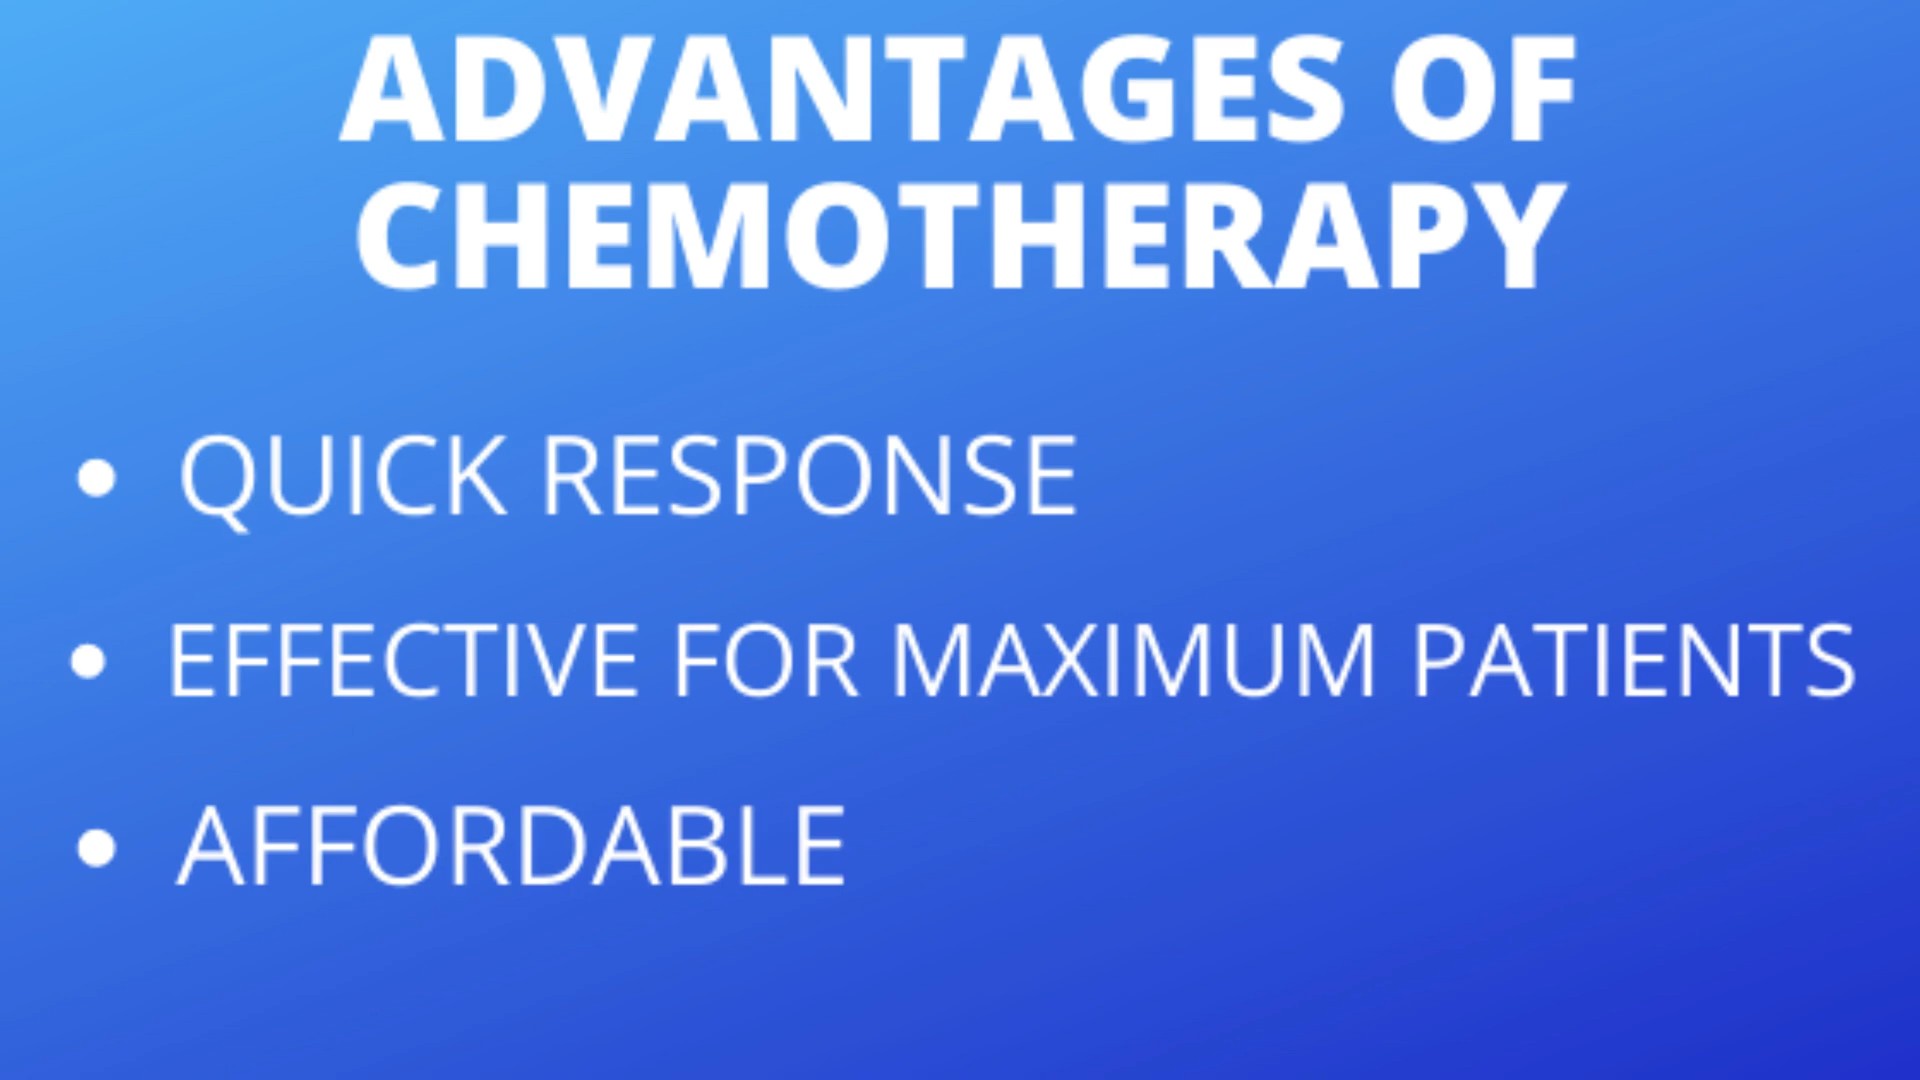 ADVANTAGES OF
CHEMOTHERAPY
• QUICK RESPONSE
• EFFECTIVE FOR MAXIMUM PATIENTS
• AFFORDABLE